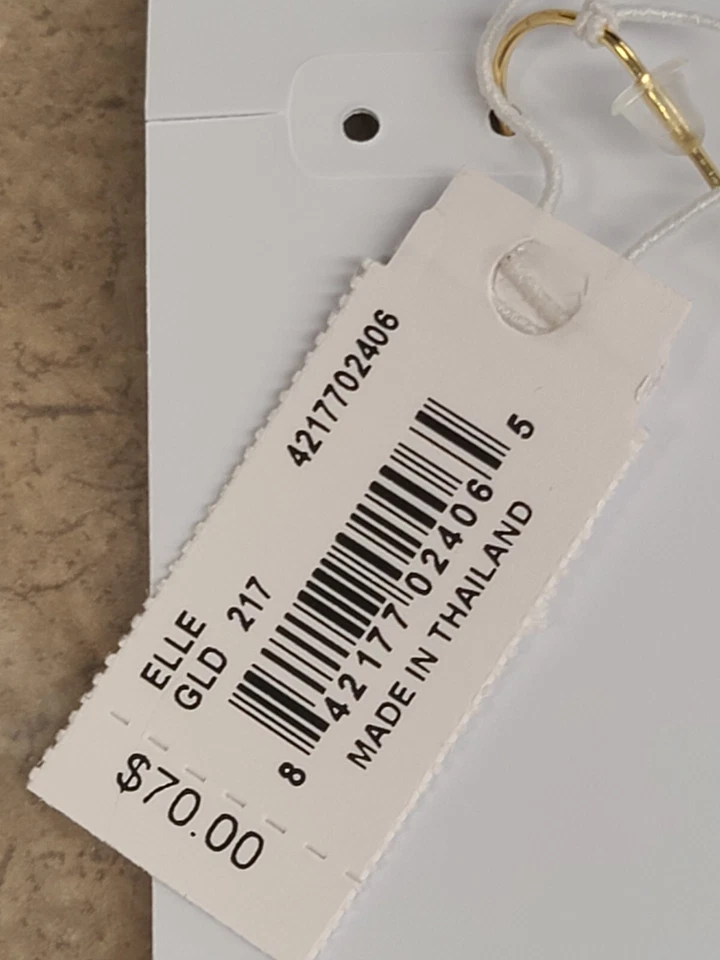 4217702406
ELLE
GLD 217
8 42177 02406 5
MADE IN THAILAND
$70.00